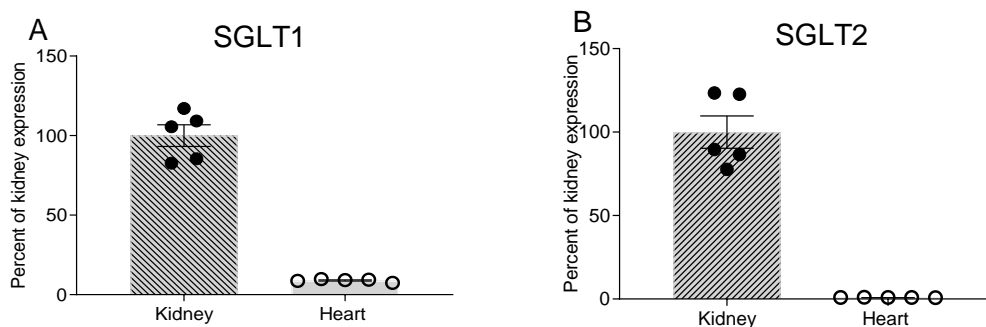 A
SGLT1
Percent of kidney expression
150
100
50
0
Kidney
Heart
B
SGLT2
Percent of kidney expression
150
100
50
0
Kidney
Heart